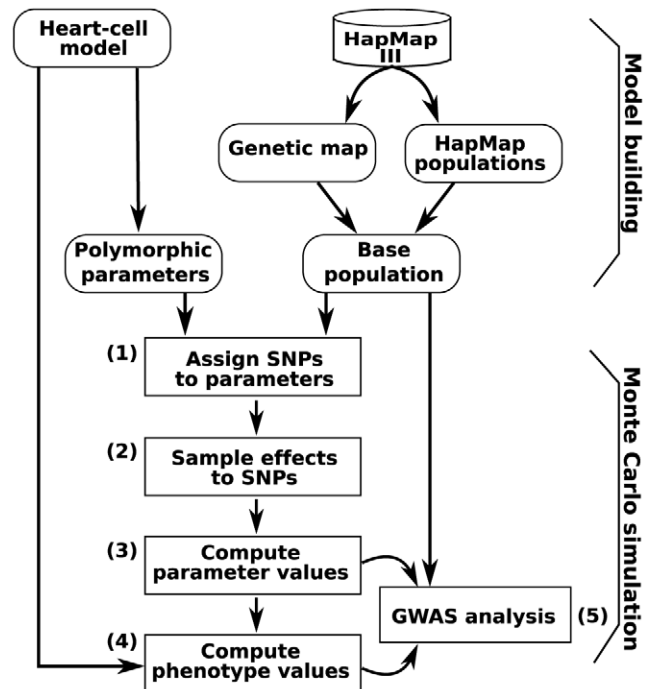 Heart-cell
model
HapMap
III
Genetic map
HapMap
populations
Polymorphic
parameters
Base
population
Model building
(1)
Assign SNPs
to parameters
(2)
Sample effects
to SNPs
(3)
Compute
parameter values
GWAS analysis
(5)
(4)
Compute
phenotype values
Monte Carlo simulation